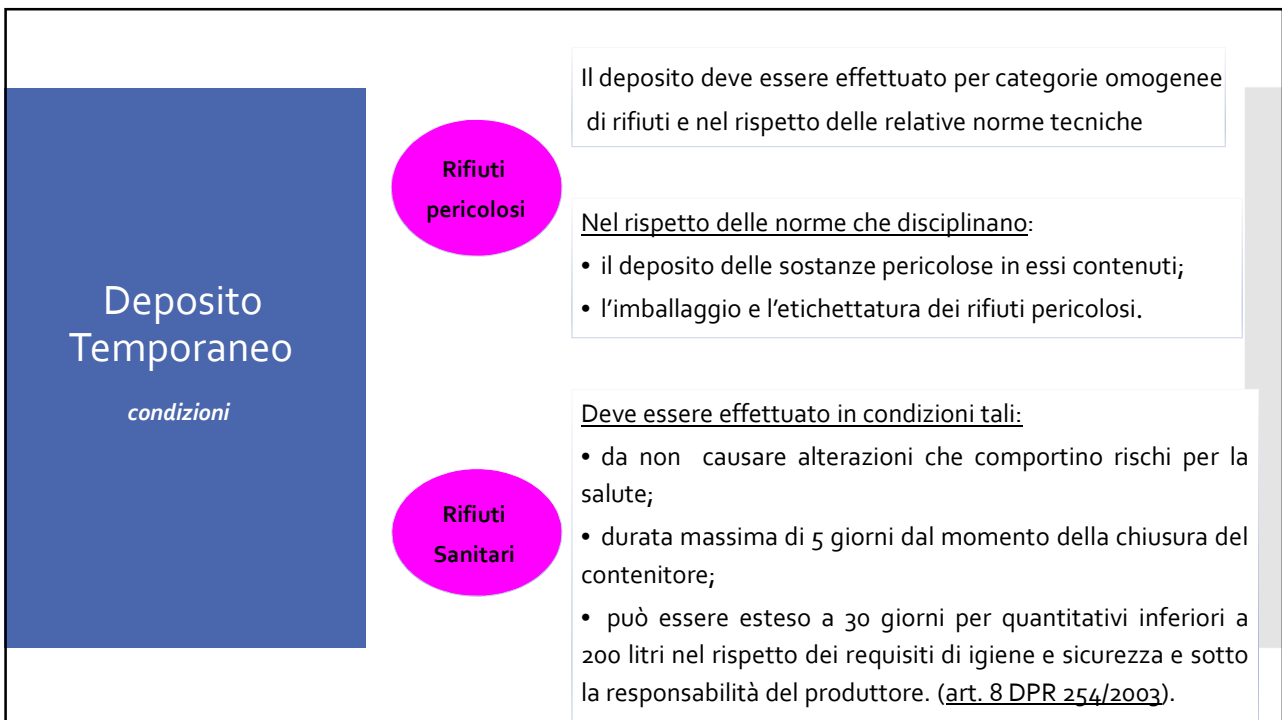 Deposito
Temporaneo
condizioni
Rifiuti
pericolosi
Il deposito deve essere effettuato per categorie omogenee
di rifiuti e nel rispetto delle relative norme tecniche
Nel rispetto delle norme che disciplinano:
• il deposito delle sostanze pericolose in essi contenuti;
• l’imballaggio e l’etichettatura dei rifiuti pericolosi.
Rifiuti
Sanitari
Deve essere effettuato in condizioni tali:
• da non causare alterazioni che comportino rischi per la
salute;
• durata massima di 5 giorni dal momento della chiusura del
contenitore;
• può essere esteso a 30 giorni per quantitativi inferiori a
200 litri nel rispetto dei requisiti di igiene e sicurezza e sotto
la responsabilità del produttore. (art. 8 DPR 254/2003).